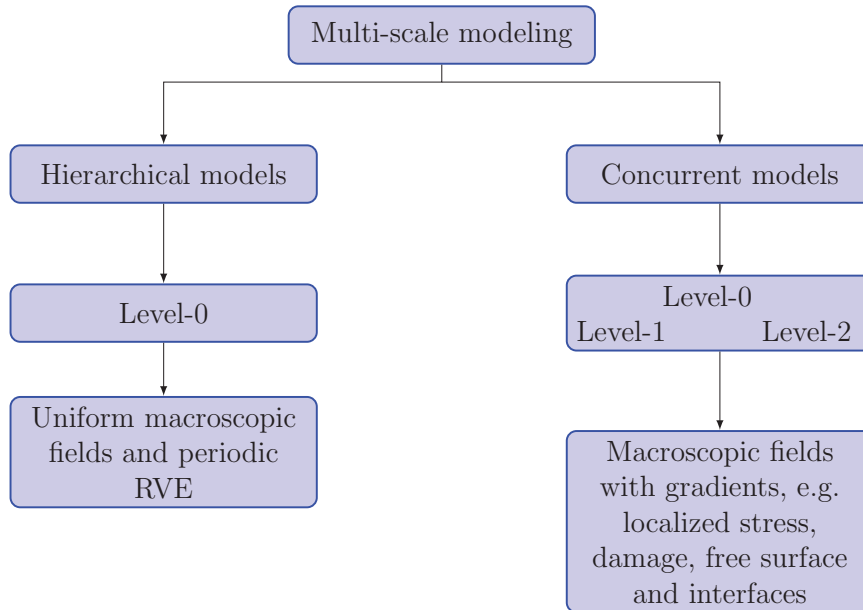 Multi-scale modeling
Hierarchical models
Concurrent models
Level-0
Level-0
Level-1 Level-2
Uniform macroscopic
fields and periodic
RVE
Macroscopic fields
with gradients, e.g.
localized stress,
damage, free surface
and interfaces